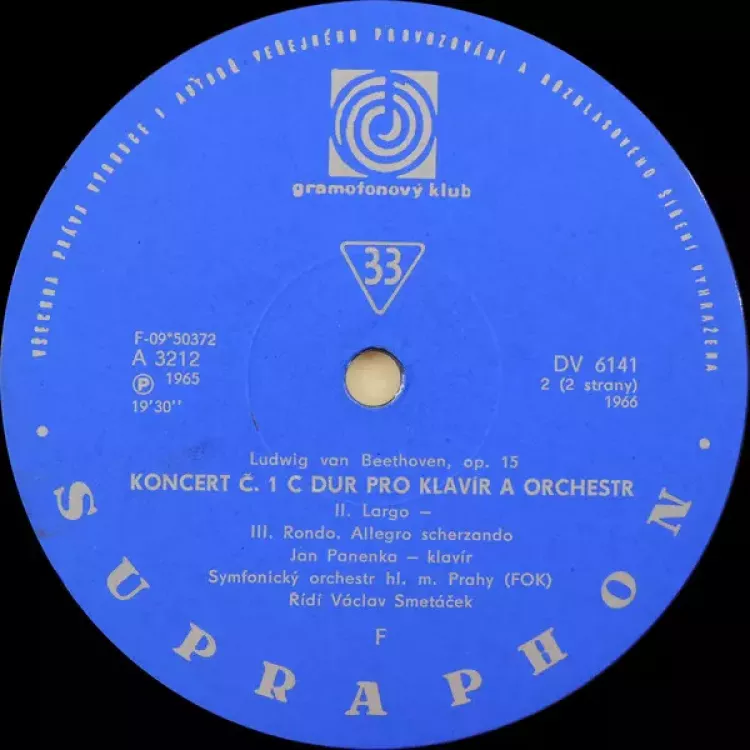 VŠECHNA PRÁVA VÝROBCE I AUTORŮ VEŘEJNÉHO PROVOZOVÁNÍ A ROZHLASOVÉHO ŠÍŘENÍ VYHRAŽENA
gramofonový klub
33
F-09*50372
A 3212
Ⓟ 1965
19'30''
DV 6141
2 (2 strany)
1966
Ludwig van Beethoven, op. 15
KONCERT Č. 1 C DUR PRO KLAVÍR A ORCHESTR
II. Largo –
III. Rondo. Allegro scherzando
Jan Panenka – klavír
Symfonický orchestr hl. m. Prahy (FOK)
Řídí Václav Smetáček
F
• SUPRAPHON •